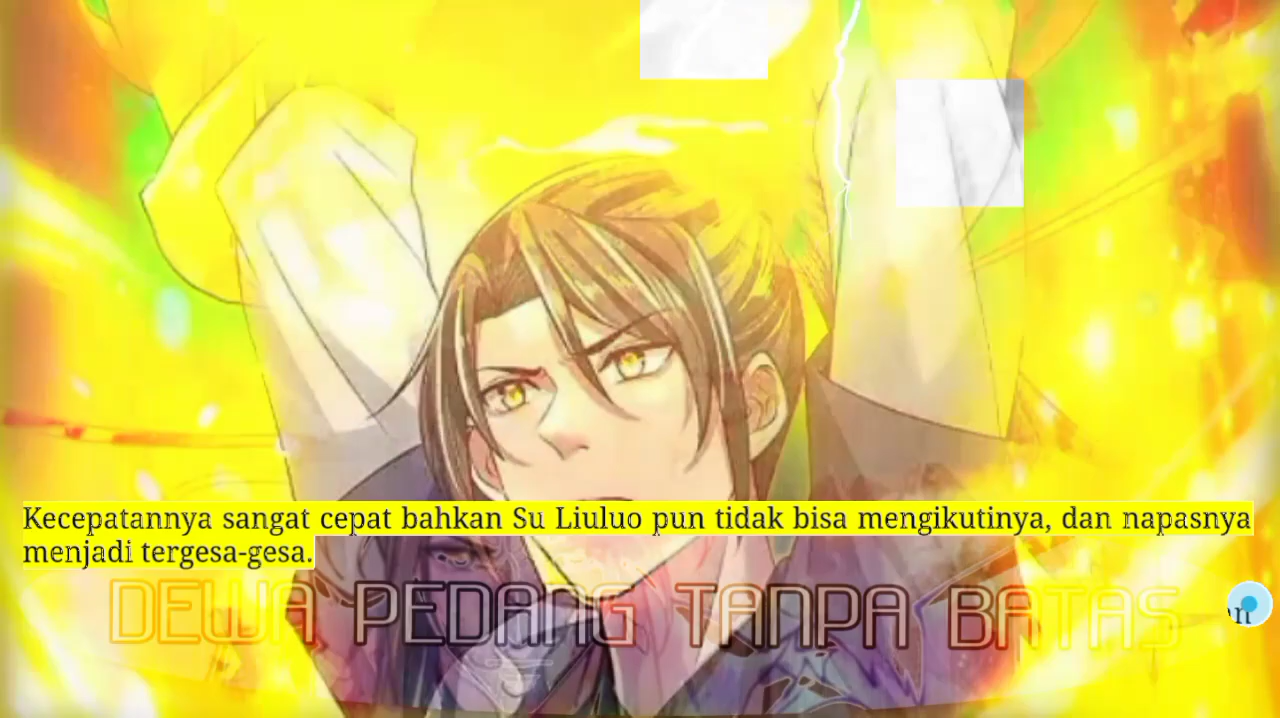 Kecepatannya sangat cepat bahkan Su Liuluo pun tidak bisa mengikutinya, dan napasnya
menjadi tergesa-gesa.
DEWA PEDANG TANPA BATAS